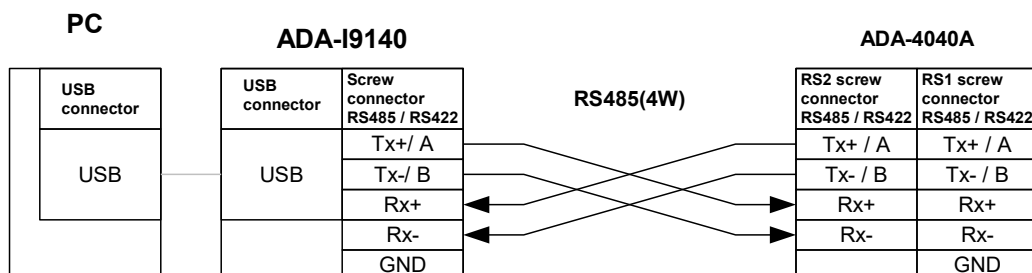 PC
ADA-I9140
ADA-4040A
USB
connector
USB
connector
Screw
connector
RS485 / RS422
RS485(4W)
RS2 screw
connector
RS485 / RS422
RS1 screw
connector
RS485 / RS422
USB
USB
Tx+/ A
Tx+ / A
Tx+ / A
Tx-/ B
Tx- / B
Tx- / B
Rx+
Rx+
Rx+
Rx-
Rx-
Rx-
GND
GND